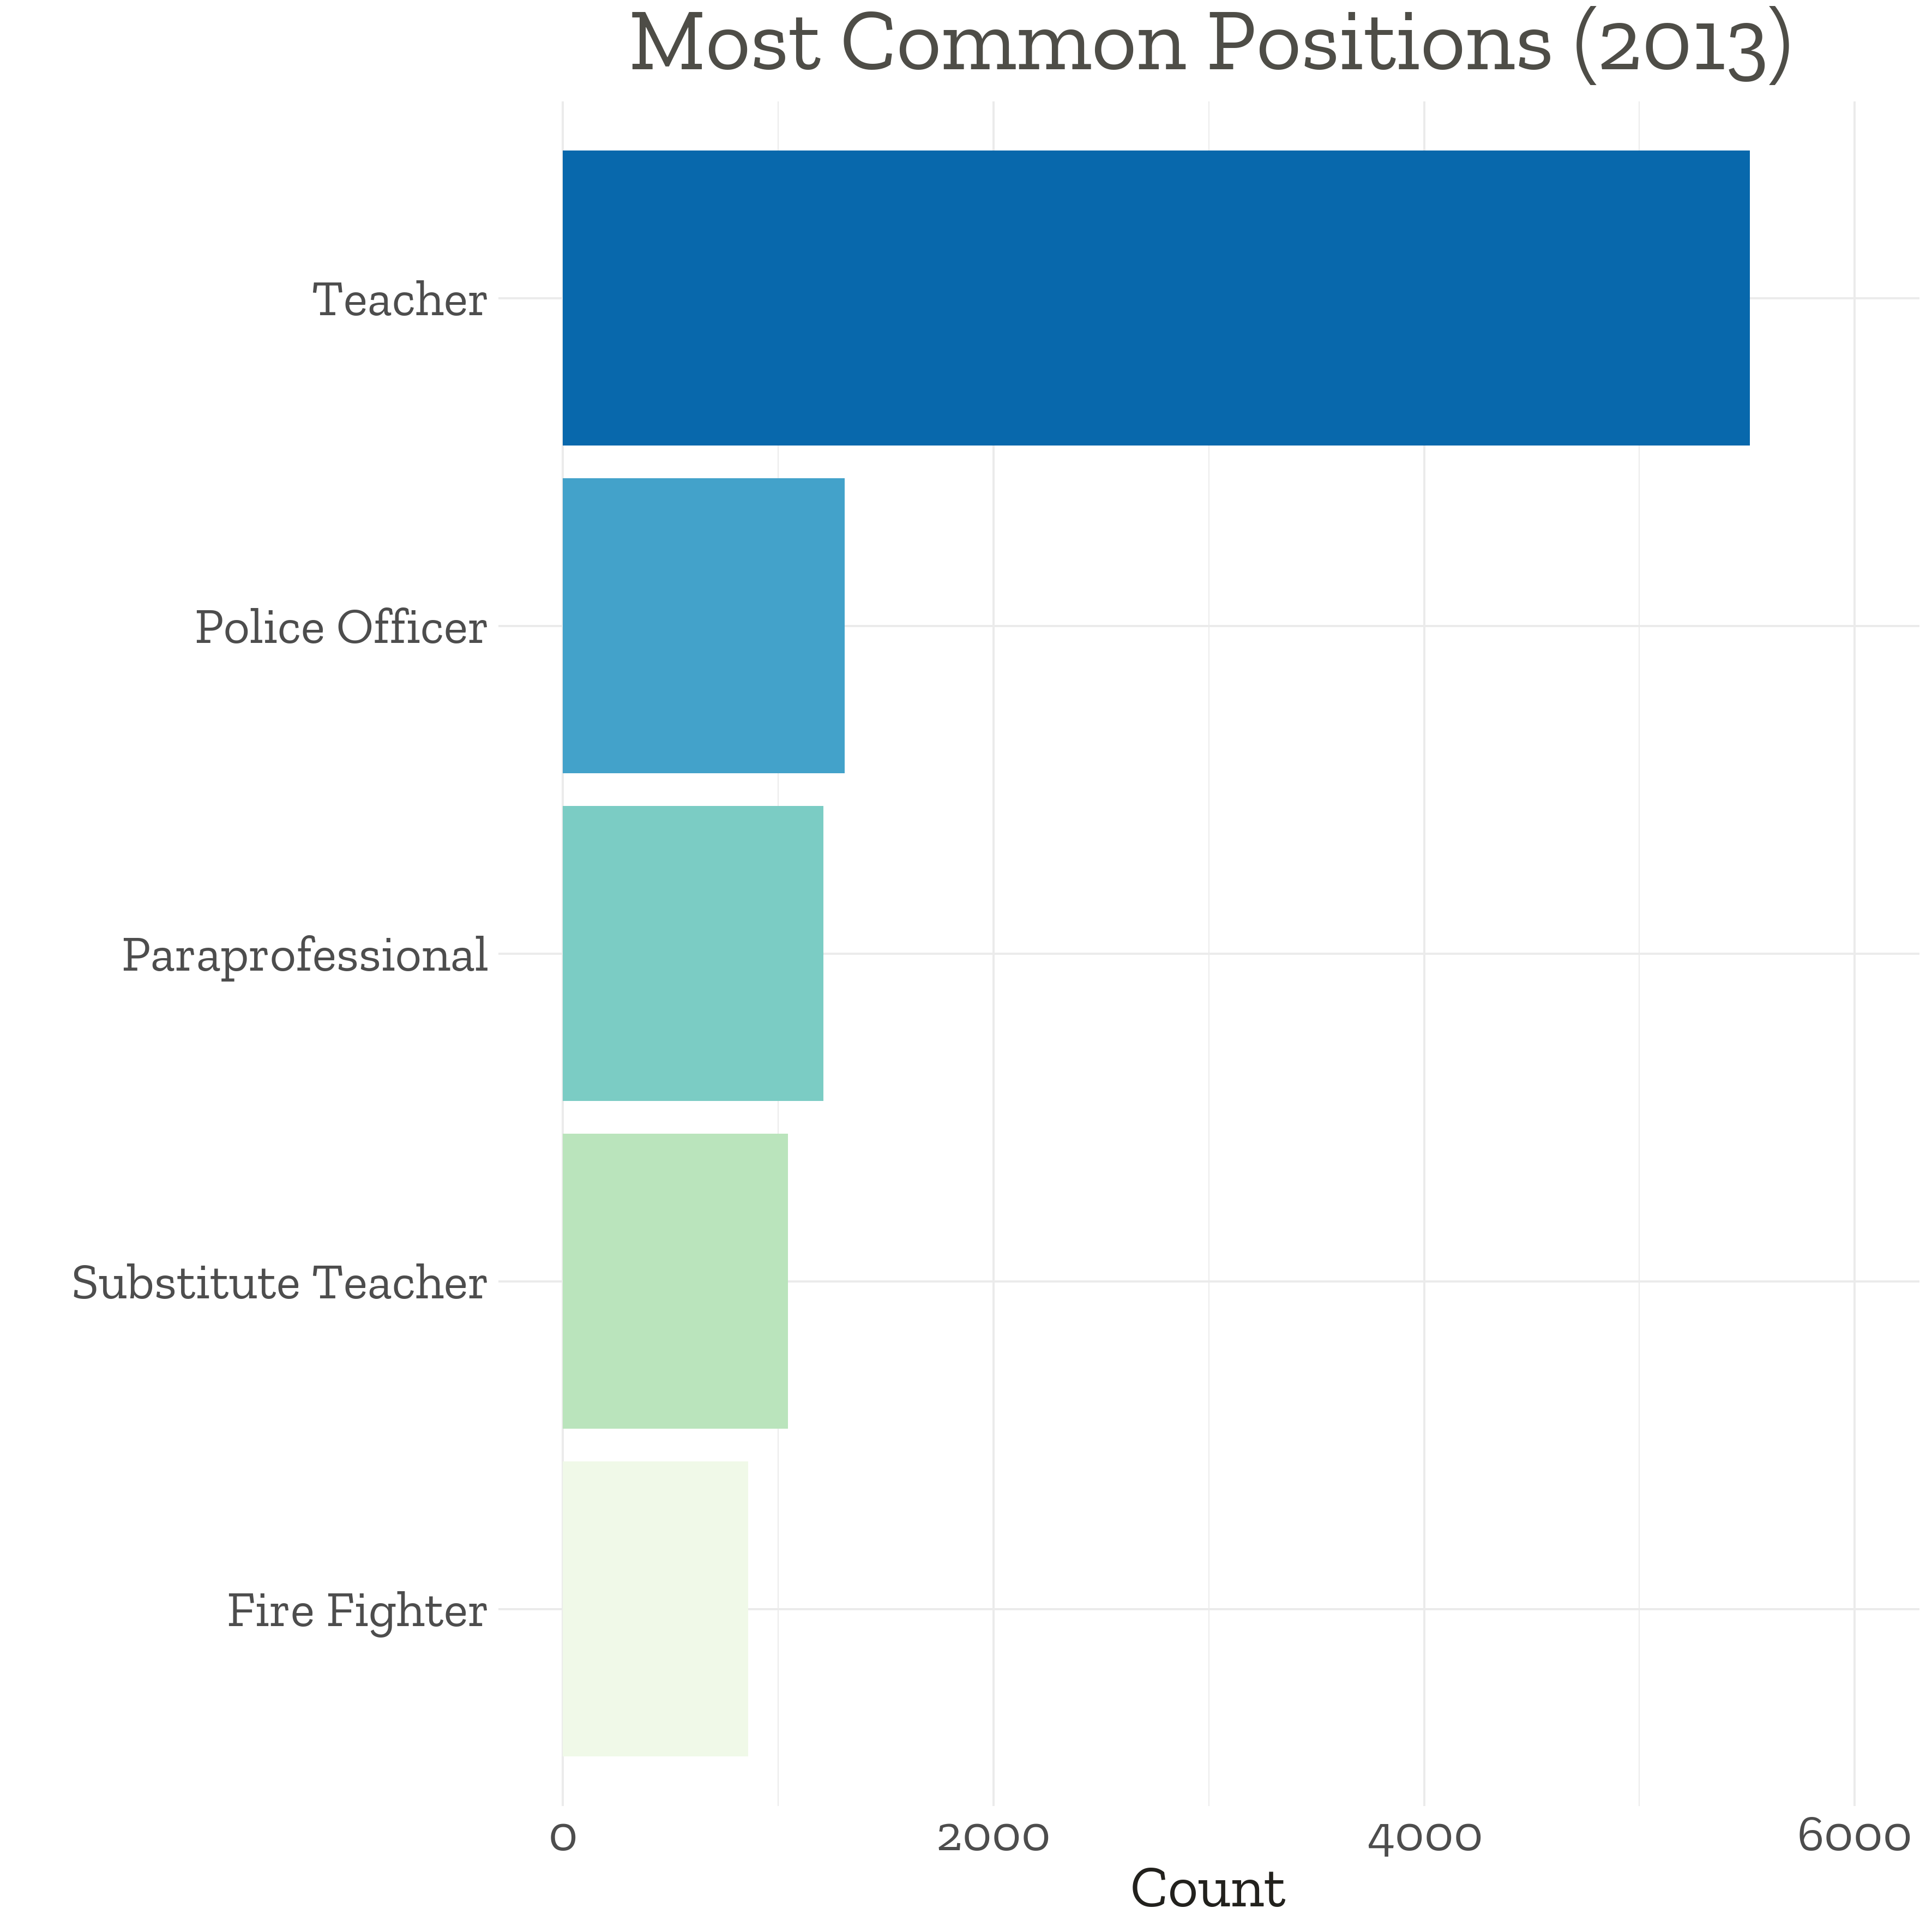 Most Common Positions (2013)
Teacher
Police Officer
Paraprofessional
Substitute Teacher
Fire Fighter
0 2000 4000 6000
Count